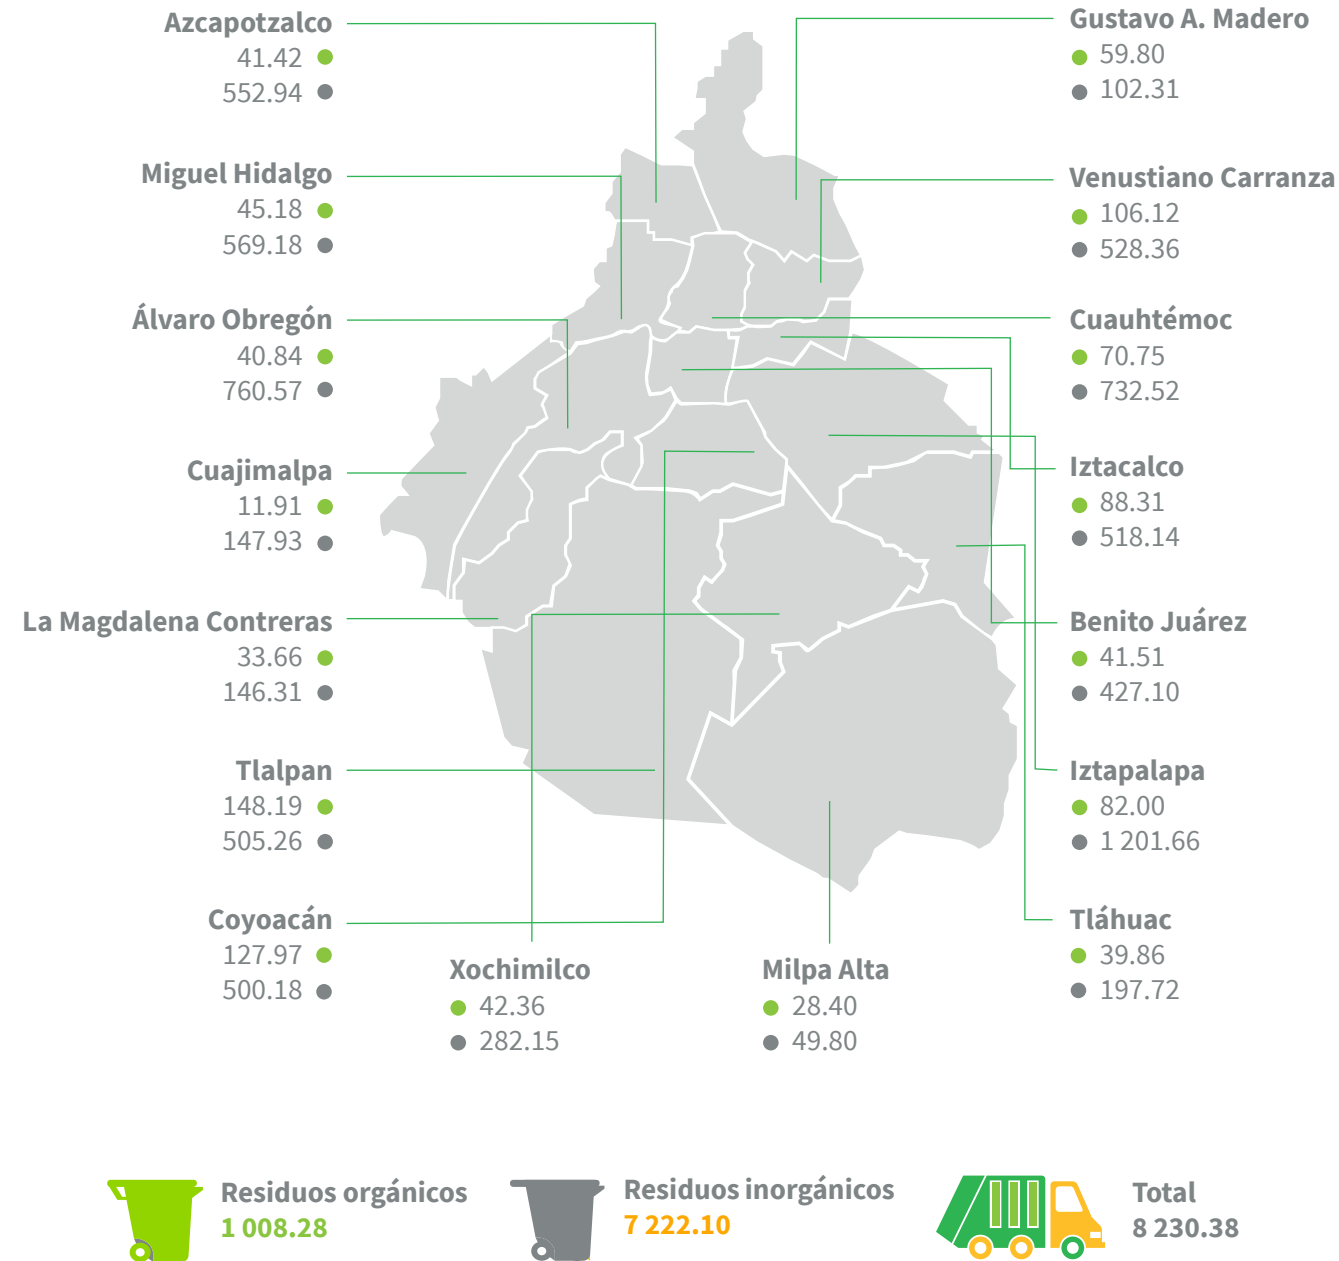 Azcapotzalco
41.42
552.94
Miguel Hidalgo
45.18
569.18
Álvaro Obregón
40.84
760.57
Cuajimalpa
11.91
147.93
La Magdalena Contreras
33.66
146.31
Tlalpan
148.19
505.26
Coyoacán
127.97
500.18
Xochimilco
42.36
282.15
Milpa Alta
28.40
49.80
Gustavo A. Madero
59.80
102.31
Venustiano Carranza
106.12
528.36
Cuauhtémoc
70.75
732.52
Iztacalco
88.31
518.14
Benito Juárez
41.51
427.10
Iztapalapa
82.00
1 201.66
Tláhuac
39.86
197.72
Residuos orgánicos
1 008.28
Residuos inorgánicos
7 222.10
Total
8 230.38